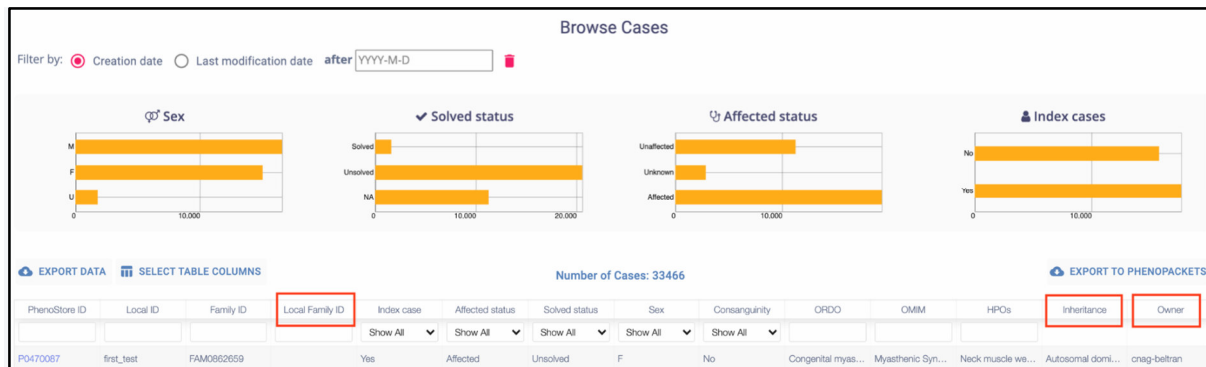 Browse Cases
Filter by: Creation date Last modification date after YYYY-M-D
Sex
M
F
U
0 10.000
Solved status
Solved
Unsolved
NA
0 10.000 20.000
Affected status
Unaffected
Unknown
Affected
0 10.000
Index cases
No
Yes
0 10.000
EXPORT DATA SELECT TABLE COLUMNS Number of Cases: 33466 EXPORT TO PHENOPACKETS
PhenoStore ID Local ID Family ID Local Family ID Index case Affected status Solved status Sex Consanguinity ORDO OMIM HPOs Inheritance Owner
Show All Show All Show All Show All Show All
P0470087 first_test FAM0862659 Yes Affected Unsolved F No Congenital myas... Myasthenic Syn... Neck muscle we... Autosomal domi... cnag-beltran